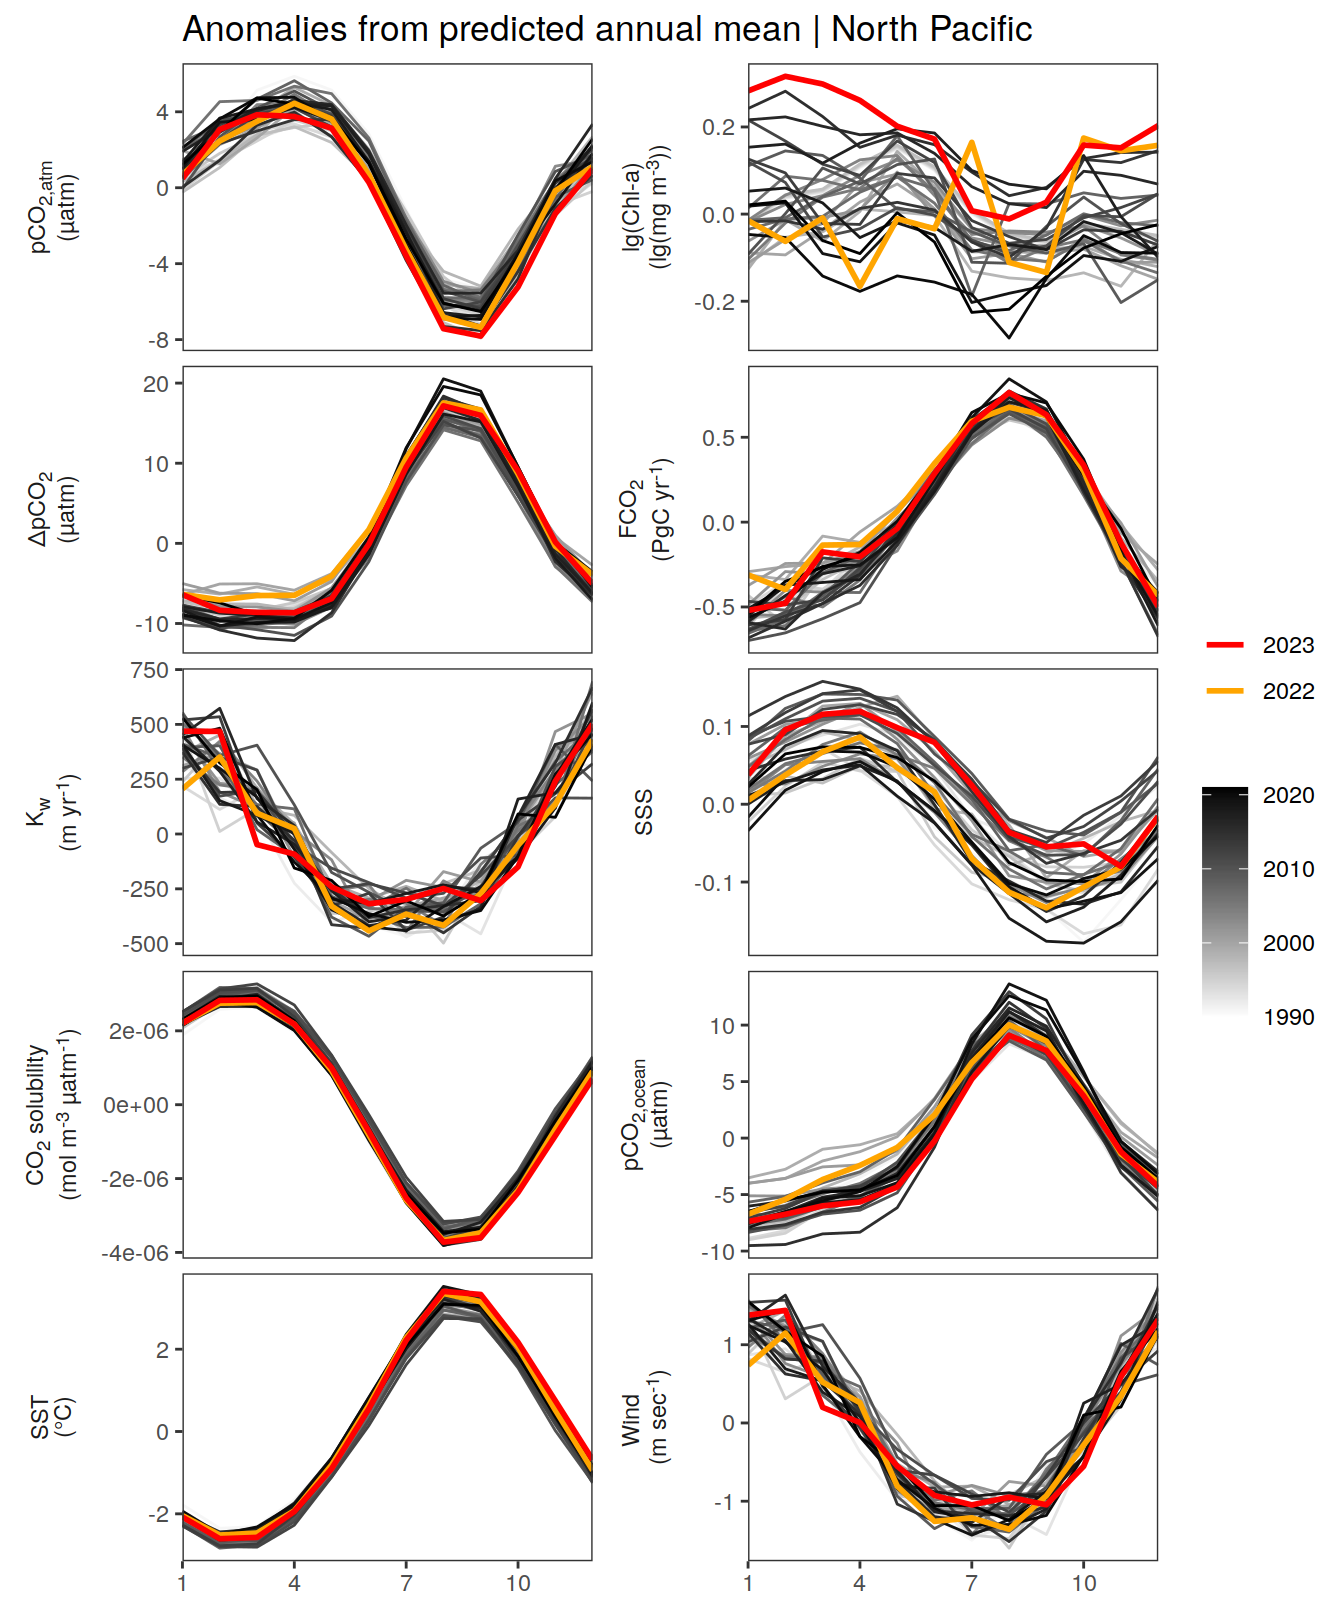 Anomalies from predicted annual mean | North Pacific
pCO2,atm
(µatm)
4
0
-4
-8
lg(Chl-a)
(lg(mg m-3))
0.2
0.0
-0.2
ΔpCO2
(µatm)
20
10
0
-10
FCO2
(PgC yr-1)
0.5
0.0
-0.5
Kw
(m yr-1)
750
500
250
0
-250
-500
SSS
0.1
0.0
-0.1
CO2 solubility
(mol m-3 µatm-1)
2e-06
0e+00
-2e-06
-4e-06
pCO2,ocean
(µatm)
10
5
0
-5
-10
SST
(°C)
2
0
-2
Wind
(m sec-1)
1
0
-1
1 4 7 10
1 4 7 10
2023
2022
2020
2010
2000
1990